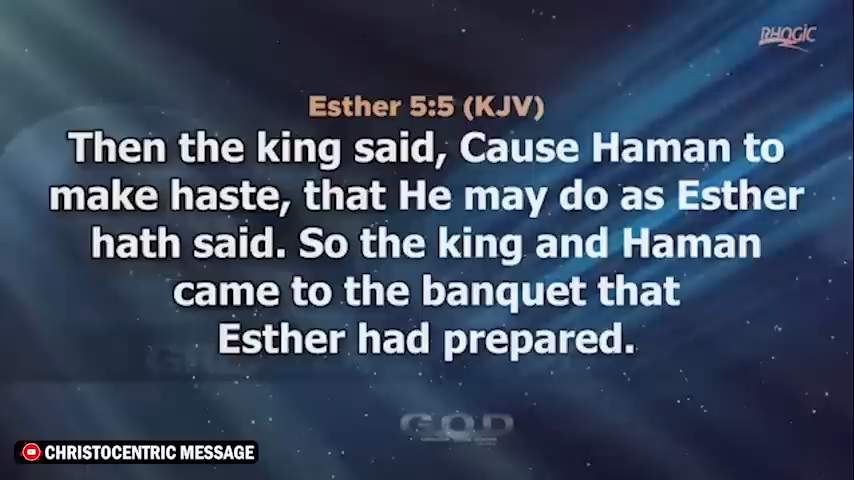 RHOGIC
Esther 5:5 (KJV)
Then the king said, Cause Haman to
make haste, that He may do as Esther
hath said. So the king and Haman
came to the banquet that
Esther had prepared.
G.O.D
CHRISTOCENTRIC MESSAGE